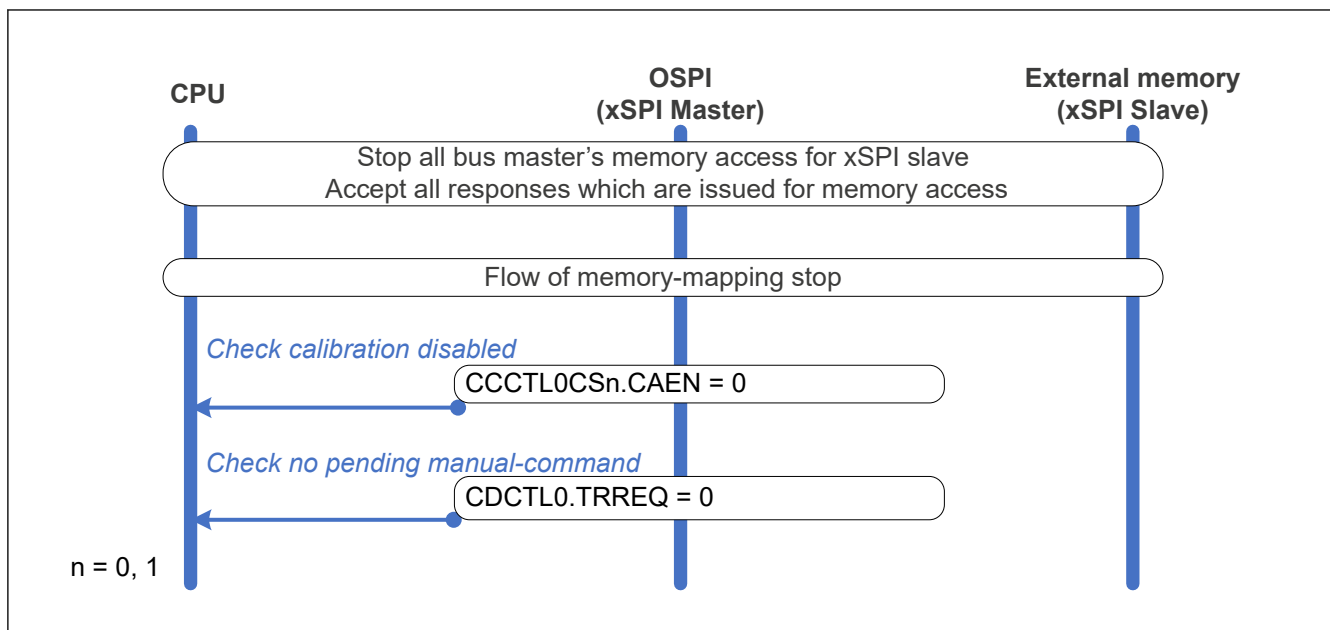 CPU
OSPI
(xSPI Master)
External memory
(xSPI Slave)
Stop all bus master's memory access for xSPI slave
Accept all responses which are issued for memory access
Flow of memory-mapping stop
Check calibration disabled
CCCTL0CSn.CAEN = 0
Check no pending manual-command
CDCTL0.TRREQ = 0
n = 0, 1